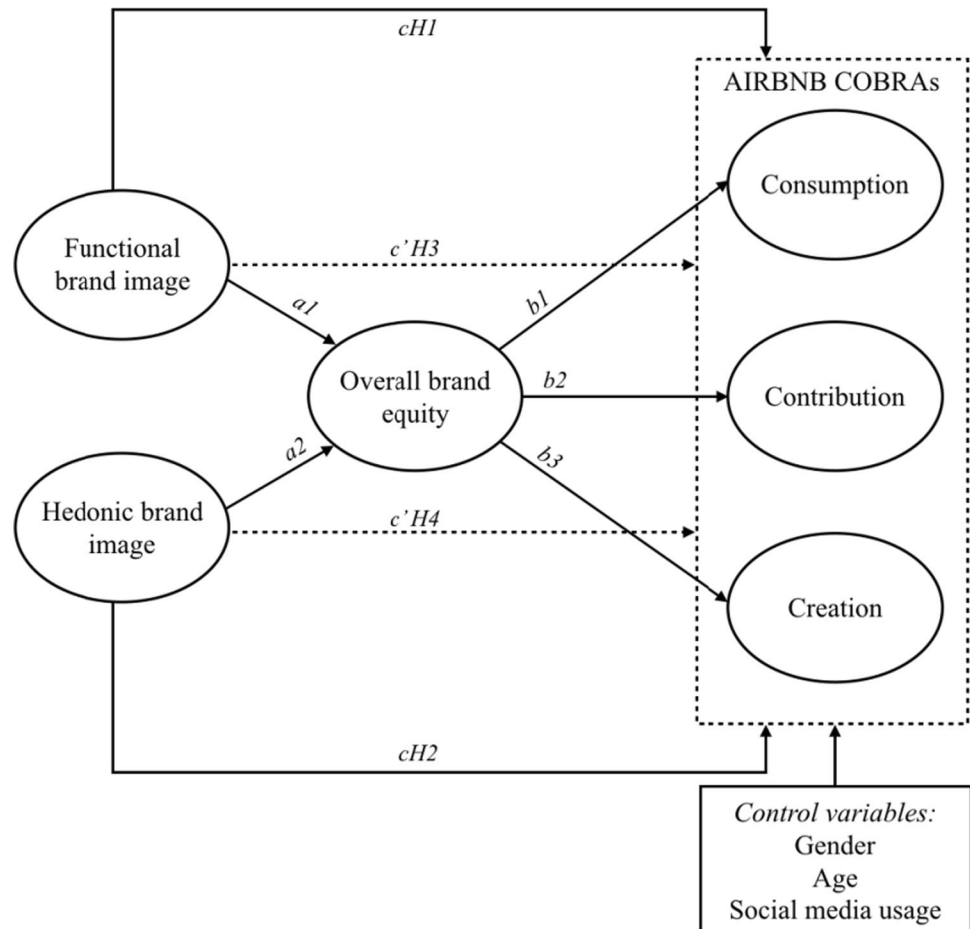 cH1
AIRBNB COBRAs
Consumption
Functional
brand image
c’H3
a1
b1
Overall brand
equity
b2
Contribution
a2
b3
Hedonic brand
image
c’H4
Creation
cH2
Control variables:
Gender
Age
Social media usage